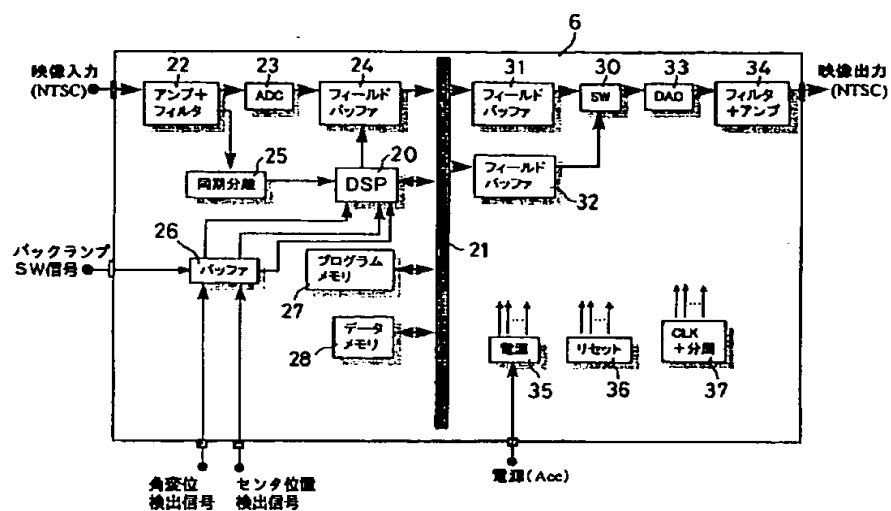 6
映像入力
(NTSC)
22
アンプ+
フィルタ
23
ADC
24
フィールド
バッファ
31
フィールド
バッファ
30
SW
33
DAC
34
フィルタ
+アンプ
映像出力
(NTSC)
25
同期分離
20
DSP
フィールド
バッファ
32
21
バックランプ
SW信号
26
バッファ
プログラム
メモリ
27
データ
メモリ
28
電源
35
リセット
36
CLK
+分周
37
角変位
検出信号
センタ位置
検出信号
電源(Acc)